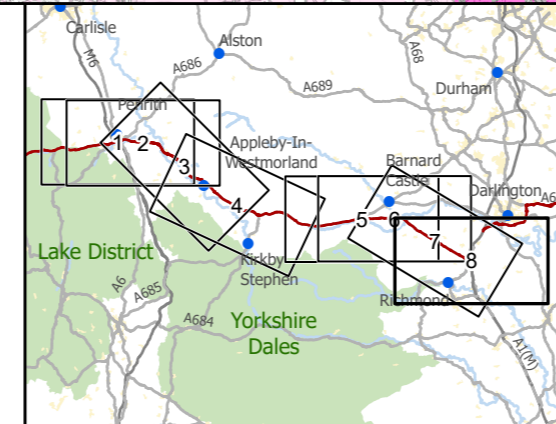 Carlisle
M6
Alston
A686
A689
A68
Durham
Penrith
1
2
3
Appleby-In-
Westmorland
4
Barnard
Castle
5
6
Darlington
A6
7
8
Lake District
Kirkby
Stephen
Richmond
A6
A685
A684
Yorkshire
Dales
A1(M)